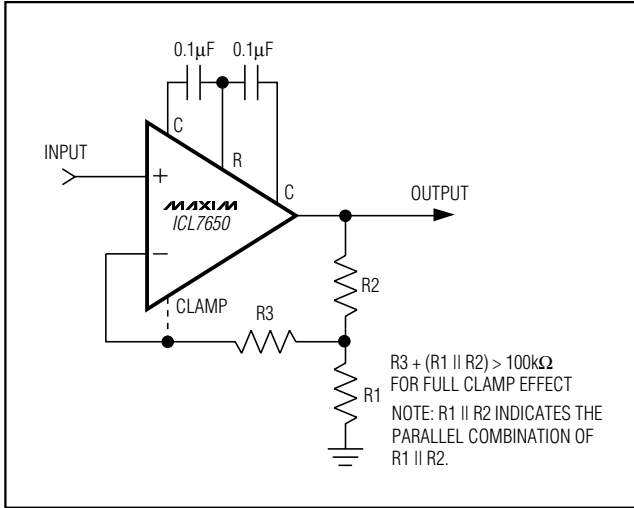 0.1µF 0.1µF
C
R
INPUT
C
OUTPUT
+
MAXIM
ICL7650
−
R2
CLAMP
R3
R3 + (R1 || R2) > 100kΩ
FOR FULL CLAMP EFFECT
R1
NOTE: R1 || R2 INDICATES THE
PARALLEL COMBINATION OF
R1 || R2.